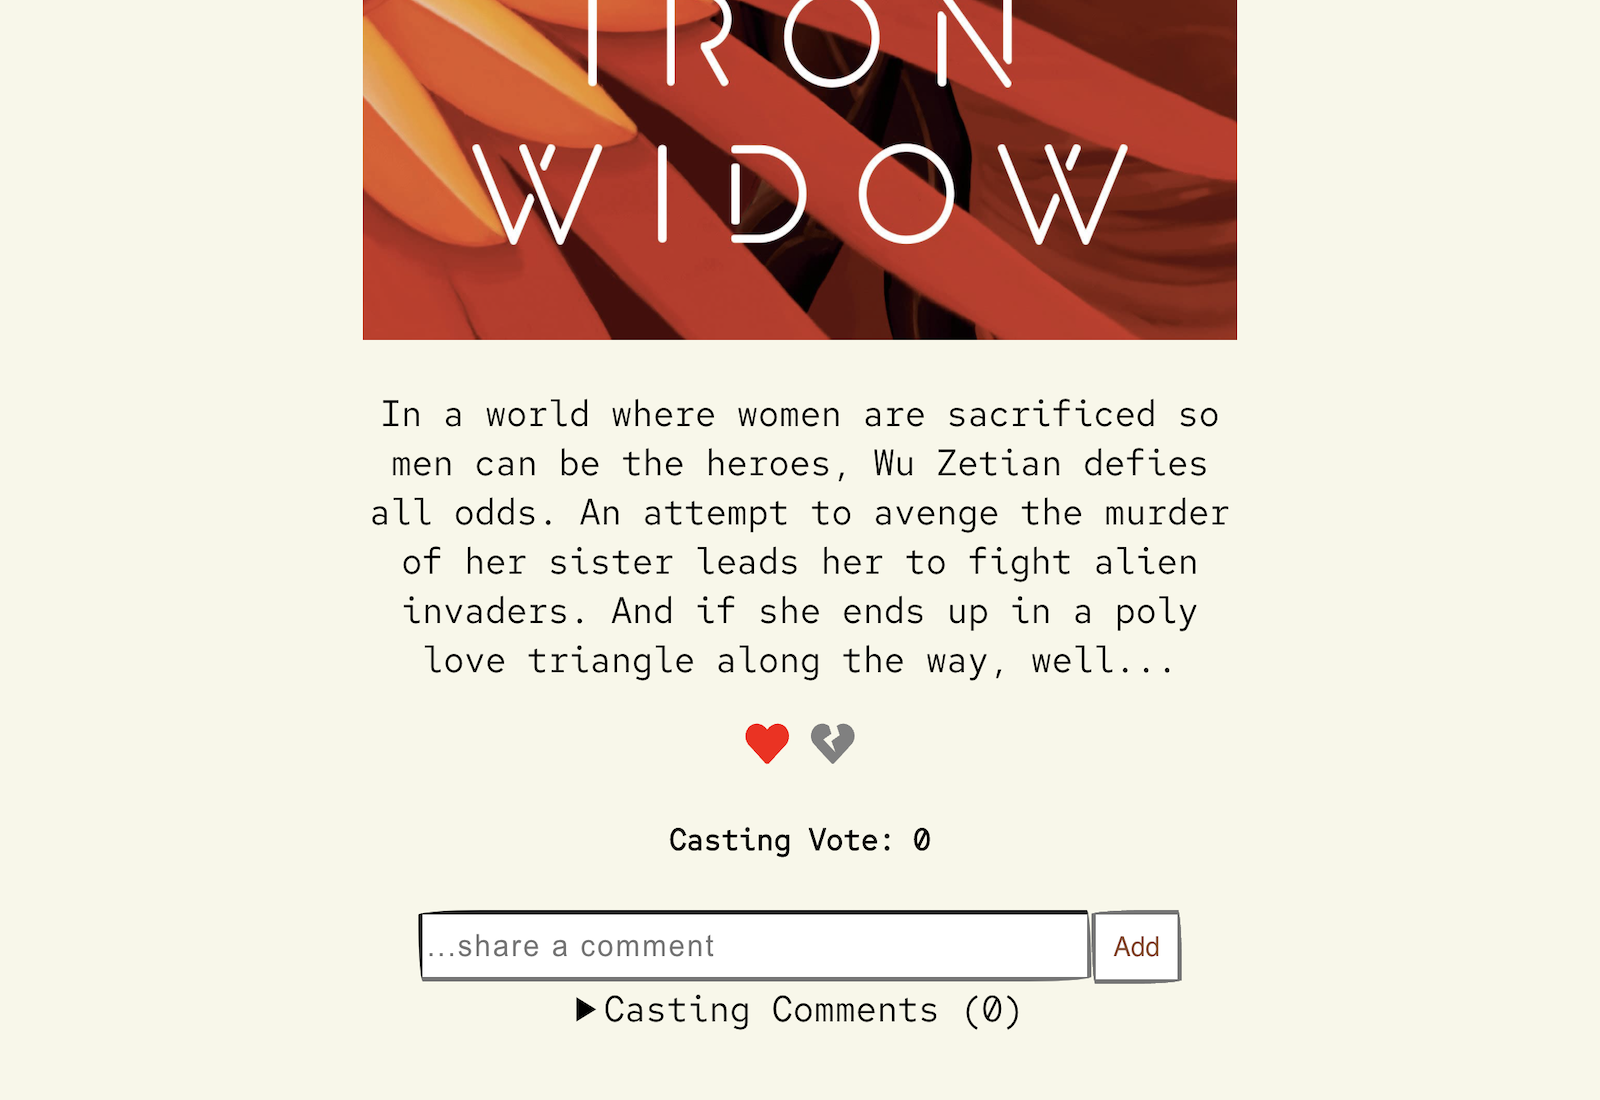 IRON
WIDOW
In a world where women are sacrificed so
men can be the heroes, Wu Zetian defies
all odds. An attempt to avenge the murder
of her sister leads her to fight alien
invaders. And if she ends up in a poly
love triangle along the way, well...
Casting Vote: 0
...share a comment
Add
Casting Comments (0)